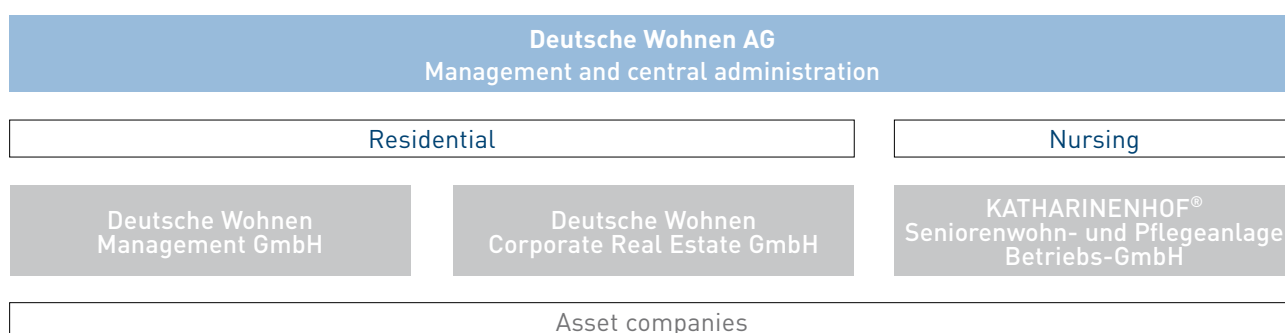 Deutsche Wohnen AG
Management and central administration
Residential
Nursing
Deutsche Wohnen
Management GmbH
Deutsche Wohnen
Corporate Real Estate GmbH
KATHARINENHOF®
Seniorenwohn- und Pflegeanlage
Betriebs-GmbH
Asset companies